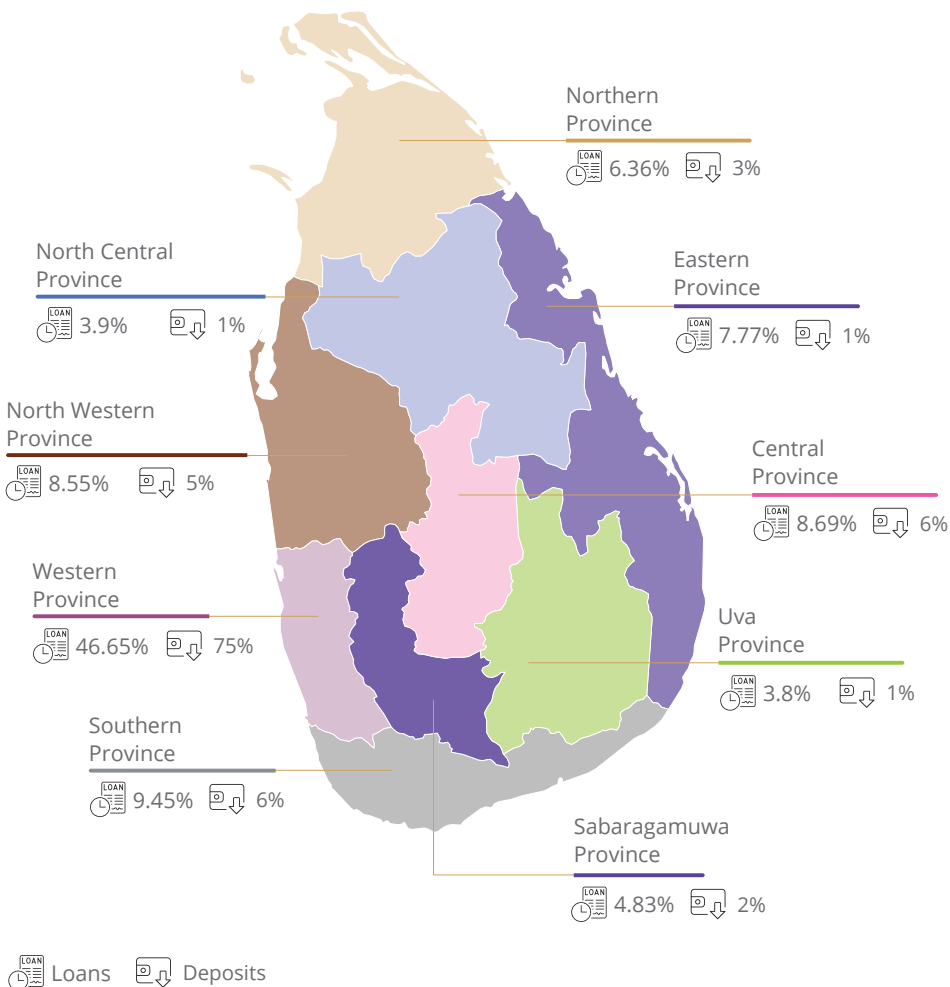 Northern
Province
LOAN
6.36%
3%
North Central
Province
LOAN
3.9%
1%
Eastern
Province
LOAN
7.77%
1%
North Western
Province
LOAN
8.55%
5%
Central
Province
LOAN
8.69%
6%
Western
Province
LOAN
46.65%
75%
Uva
Province
LOAN
3.8%
1%
Southern
Province
LOAN
9.45%
6%
Sabaragamuwa
Province
LOAN
4.83%
2%
LOAN
Loans
Deposits